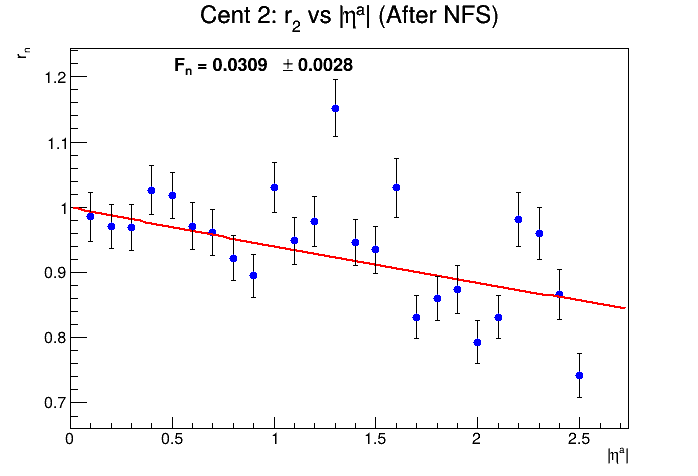 Cent 2: r₂ vs |ηᵃ| (After NFS)
rₙ
Fₙ = 0.0309 ± 0.0028
1.2
1.1
1
0.9
0.8
0.7
0 0.5 1 1.5 2 2.5
|ηᵃ|